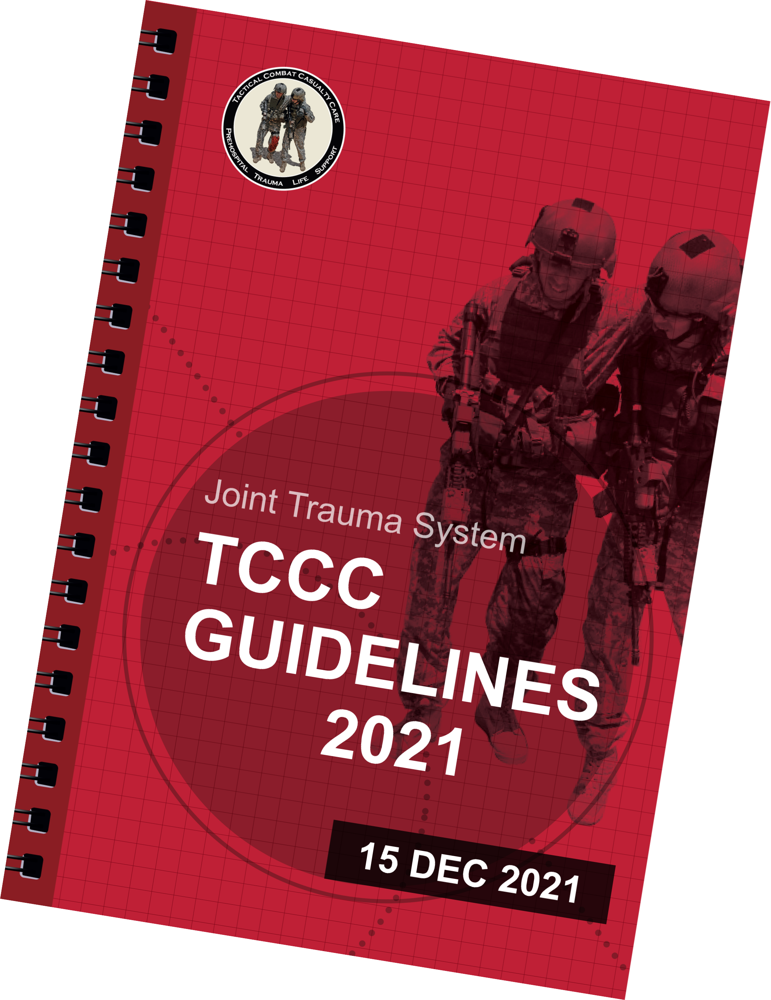 TACTICAL COMBAT CASUALTY CARE
PREHOSPITAL TRAUMA LIFE SUPPORT
Joint Trauma System
TCCC
GUIDELINES
2021
15 DEC 2021